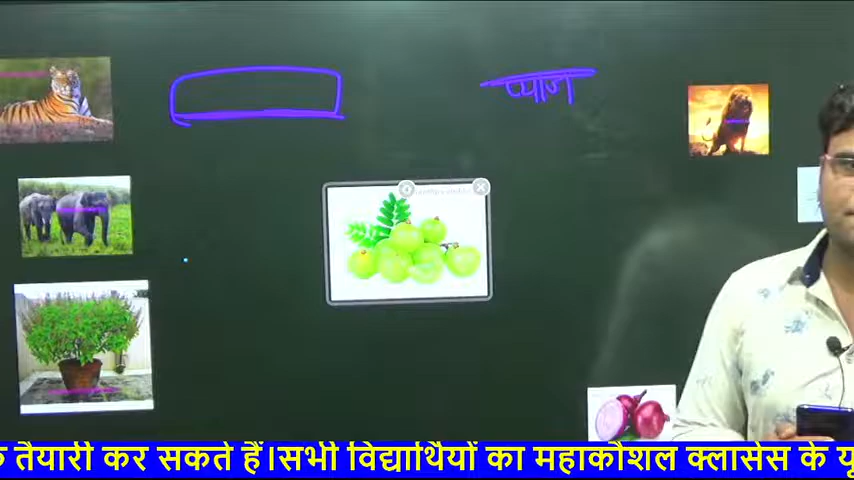 प्याज
क तैयारी कर सकते हैं।सभी विद्यार्थियों का महाकौशल क्लासेस के यू